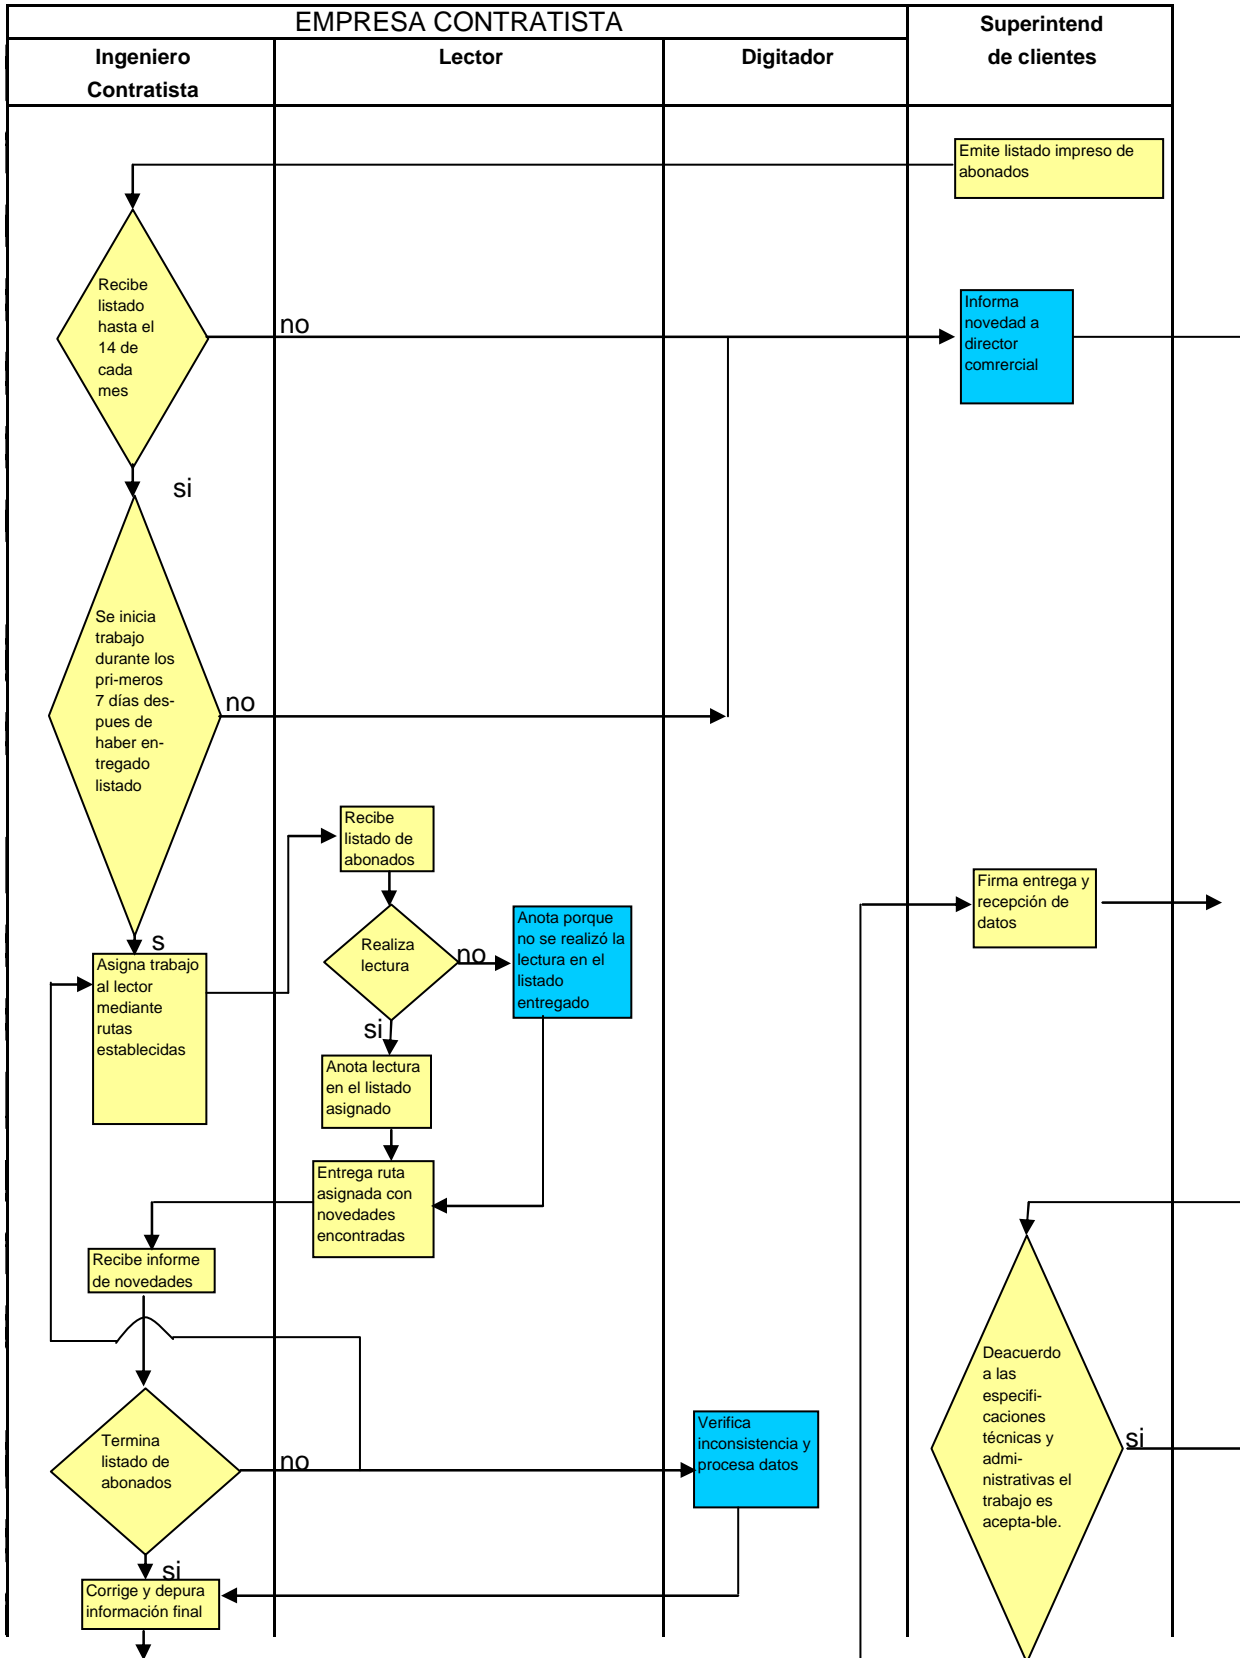 EMPRESA CONTRATISTA
Superintend
de clientes
Ingeniero
Contratista
Lector
Digitador
Emite listado impreso de
abonados
Recibe
listado
hasta el
14 de
cada
mes
no
Informa
novedad a
director
comrercial
si
Se inicia
trabajo
durante los
pri-meros
7 días des-
pues de
haber en-
tregado
listado
no
Recibe
listado de
abonados
Firma entrega y
recepción de
datos
s
Asigna trabajo
al lector
mediante
rutas
establecidas
Realiza
lectura
no
Anota porque
no se realizó la
lectura en el
listado
entregado
si
Anota lectura
en el listado
asignado
Entrega ruta
asignada con
novedades
encontradas
Recibe informe
de novedades
Termina
listado de
abonados
no
Verifica
inconsistencia y
procesa datos
Deacuerdo
a las
especifi-
caciones
técnicas y
admi-
nistrativas el
trabajo es
acepta-ble.
si
si
Corrige y depura
información final